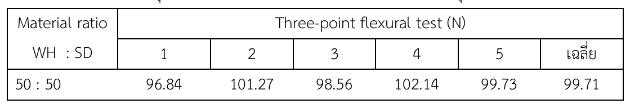 Material ratio Three-point flexural test (N)
WH : SD 1 2 3 4 5 เฉลี่ย
50 : 50 96.84 101.27 98.56 102.14 99.73 99.71